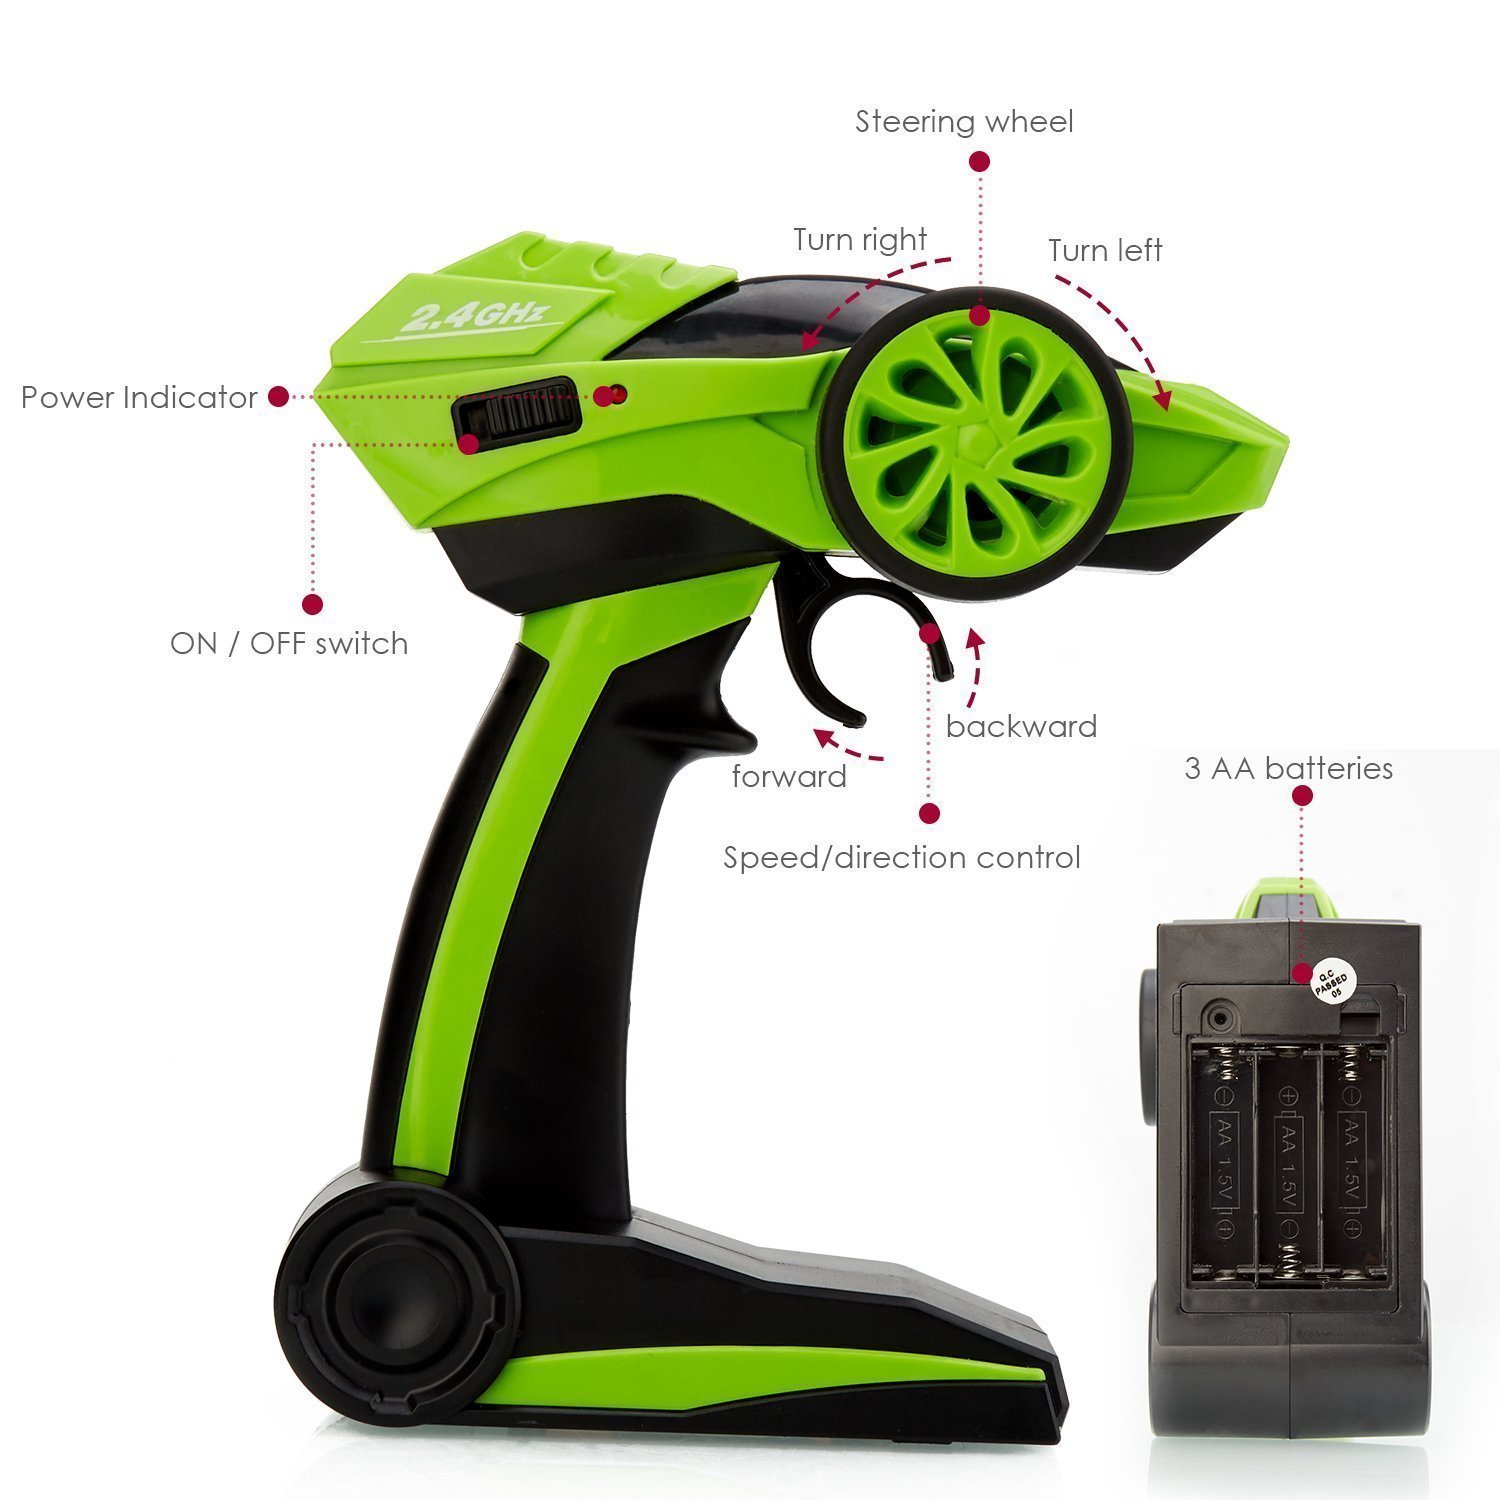 Steering wheel
Turn right
Turn left
2.4GHz
Power Indicator
ON / OFF switch
backward
forward
Speed/direction control
3 AA batteries
Q.C
PASSED
05
⊖ AA 1.5V ⊕
⊕ AA 1.5V ⊖
⊖ AA 1.5V ⊕